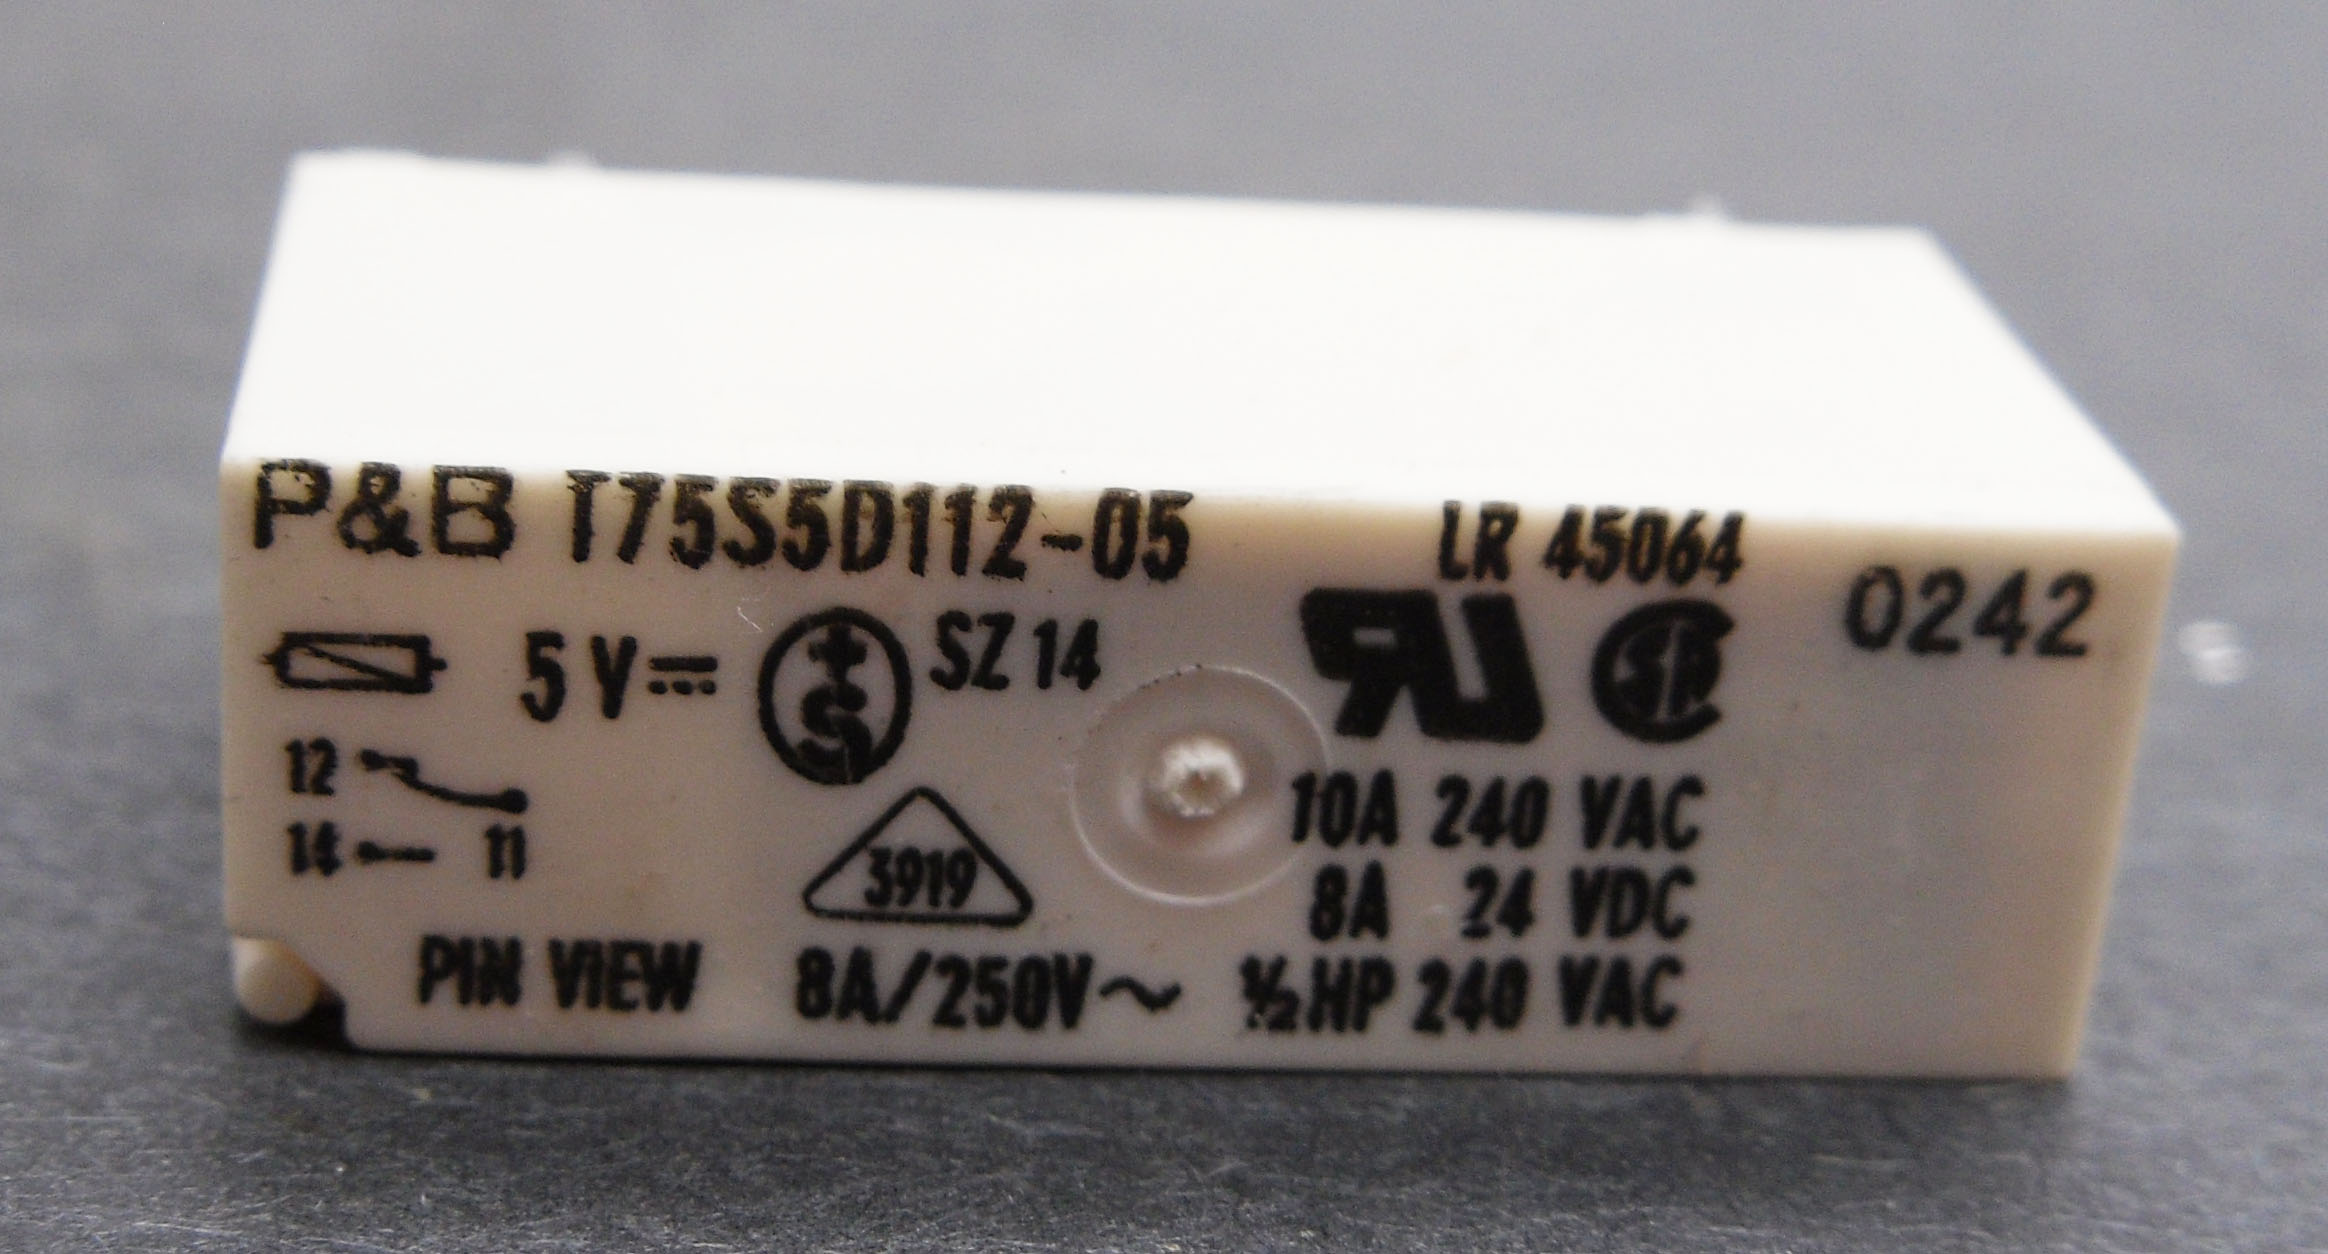 P&B T75S5D112-05 LR 45064
0242
5 V⎓ SZ 14
12
14 11
3919
10A 240 VAC
8A 24 VDC
PIN VIEW 8A/250V~ ½HP 240 VAC